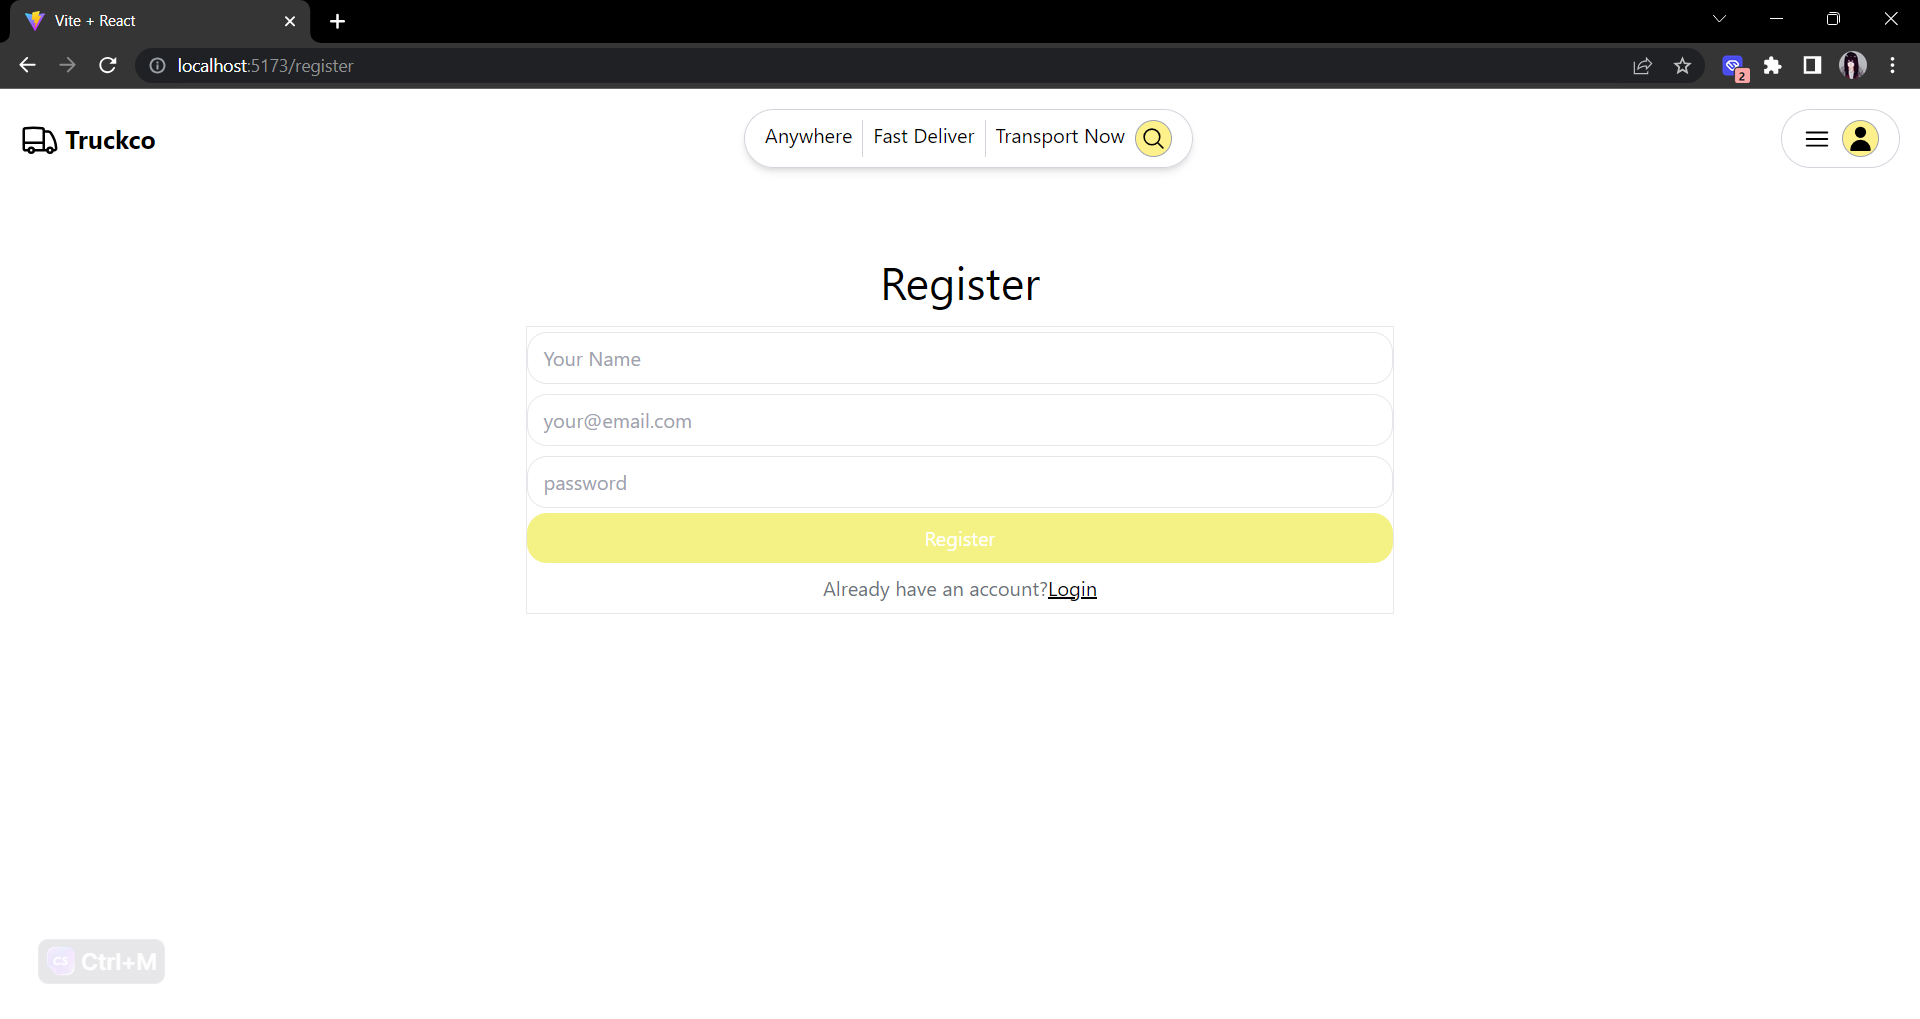 Vite + React
localhost:5173/register
2
Truckco
Anywhere
Fast Deliver
Transport Now
Register
Your Name
your@email.com
password
Register
Already have an account?Login
CS Ctrl+M